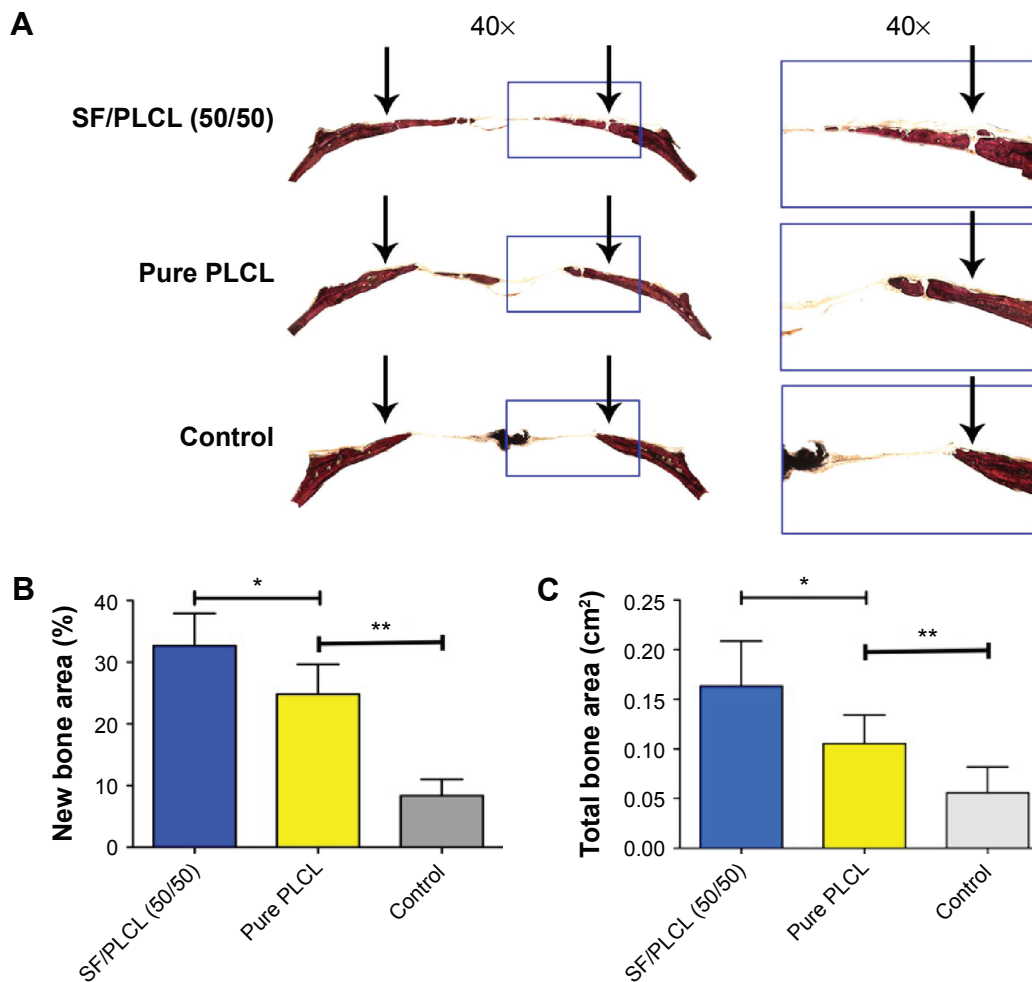 A
40×
40×
SF/PLCL (50/50)
Pure PLCL
Control
B
New bone area (%)
40
30
20
10
0
*
**
SF/PLCL (50/50)
Pure PLCL
Control
C
Total bone area (cm²)
0.25
0.20
0.15
0.10
0.05
0.00
*
**
SF/PLCL (50/50)
Pure PLCL
Control